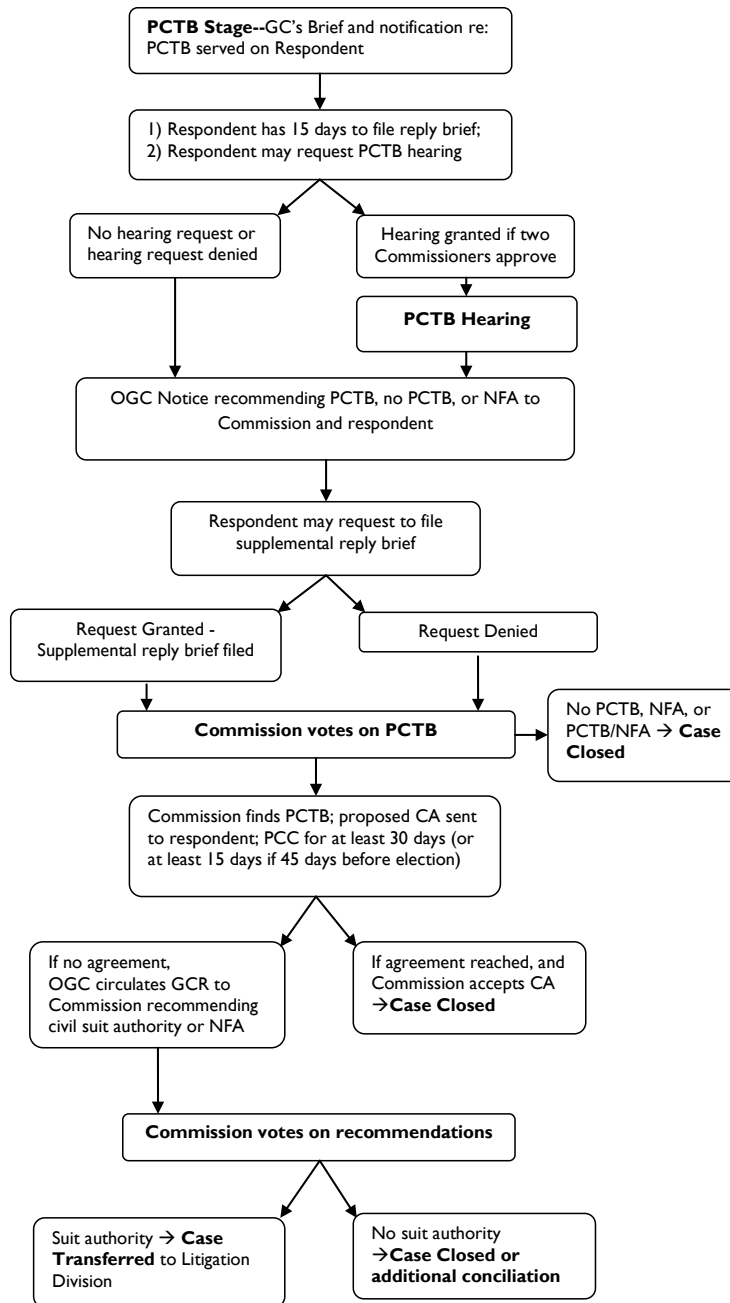 PCTB Stage--GC's Brief and notification re:
PCTB served on Respondent
1) Respondent has 15 days to file reply brief;
2) Respondent may request PCTB hearing
No hearing request or
hearing request denied
Hearing granted if two
Commissioners approve
PCTB Hearing
OGC Notice recommending PCTB, no PCTB, or NFA to
Commission and respondent
Respondent may request to file
supplemental reply brief
Request Granted -
Supplemental reply brief filed
Request Denied
Commission votes on PCTB
No PCTB, NFA, or
PCTB/NFA → Case
Closed
Commission finds PCTB; proposed CA sent
to respondent; PCC for at least 30 days (or
at least 15 days if 45 days before election)
If no agreement,
OGC circulates GCR to
Commission recommending
civil suit authority or NFA
If agreement reached, and
Commission accepts CA
→Case Closed
Commission votes on recommendations
Suit authority → Case
Transferred to Litigation
Division
No suit authority
→Case Closed or
additional conciliation